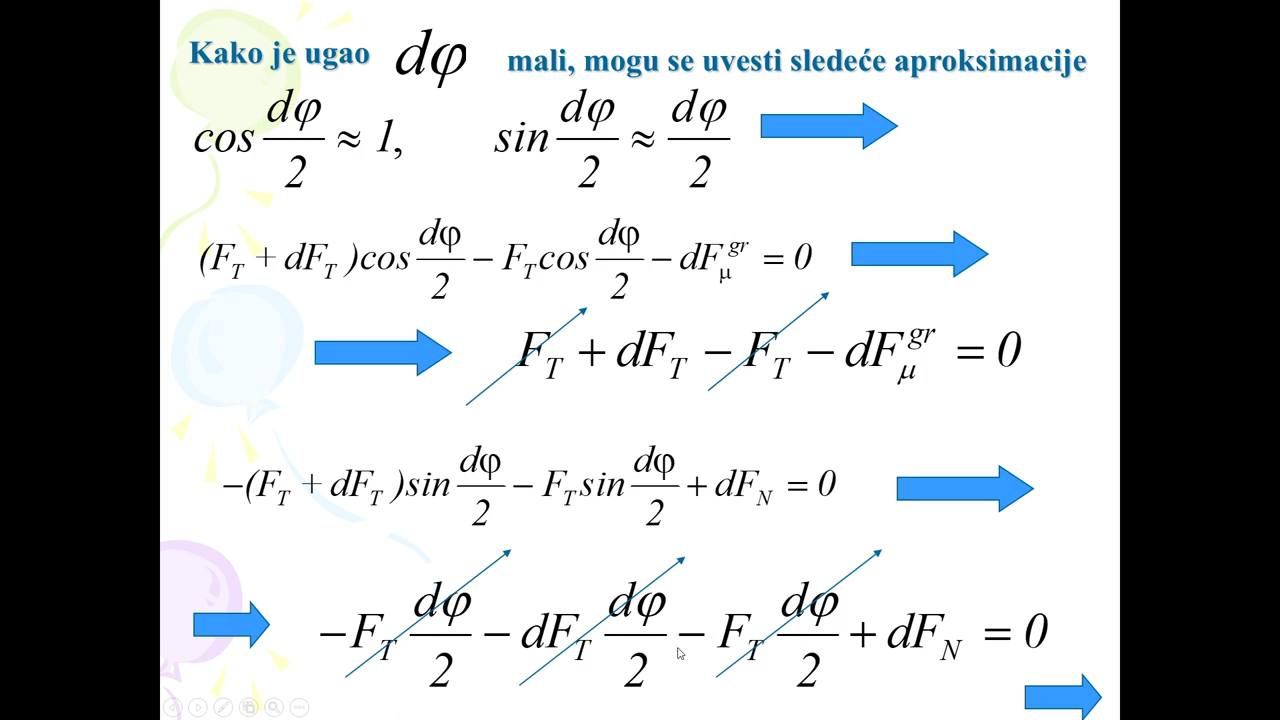 Kako je ugao dφ mali, mogu se uvesti sledeće aproksimacije
cos dφ/2 ≈ 1, sin dφ/2 ≈ dφ/2
(F_T + dF_T)cos dφ/2 − F_T cos dφ/2 − dF_μ^gr = 0
F_T + dF_T − F_T − dF_μ^gr = 0
−(F_T + dF_T)sin dφ/2 − F_T sin dφ/2 + dF_N = 0
−F_T dφ/2 − dF_T dφ/2 − F_T dφ/2 + dF_N = 0